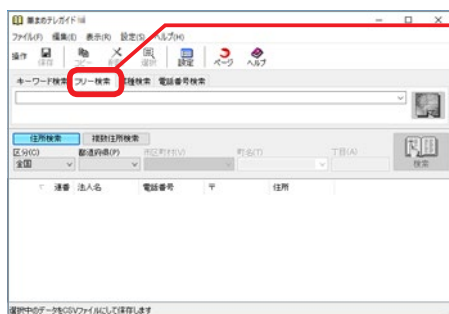 筆まめテレガイド
ファイル(F) 編集(E) 表示(R) 設定(S) ヘルプ(H)
操作 保存 コピー 選択 設定 ページ ヘルプ
キーワード検索 フリー検索 業種検索 電話番号検索
住所検索 複数住所検索
区分(C) 都道府県(P) 市区町村(V) 町名(T) 丁目(A)
全国 検索
連番 法人名 電話番号 〒 住所
選択中のデータをCSVファイルにして保存します